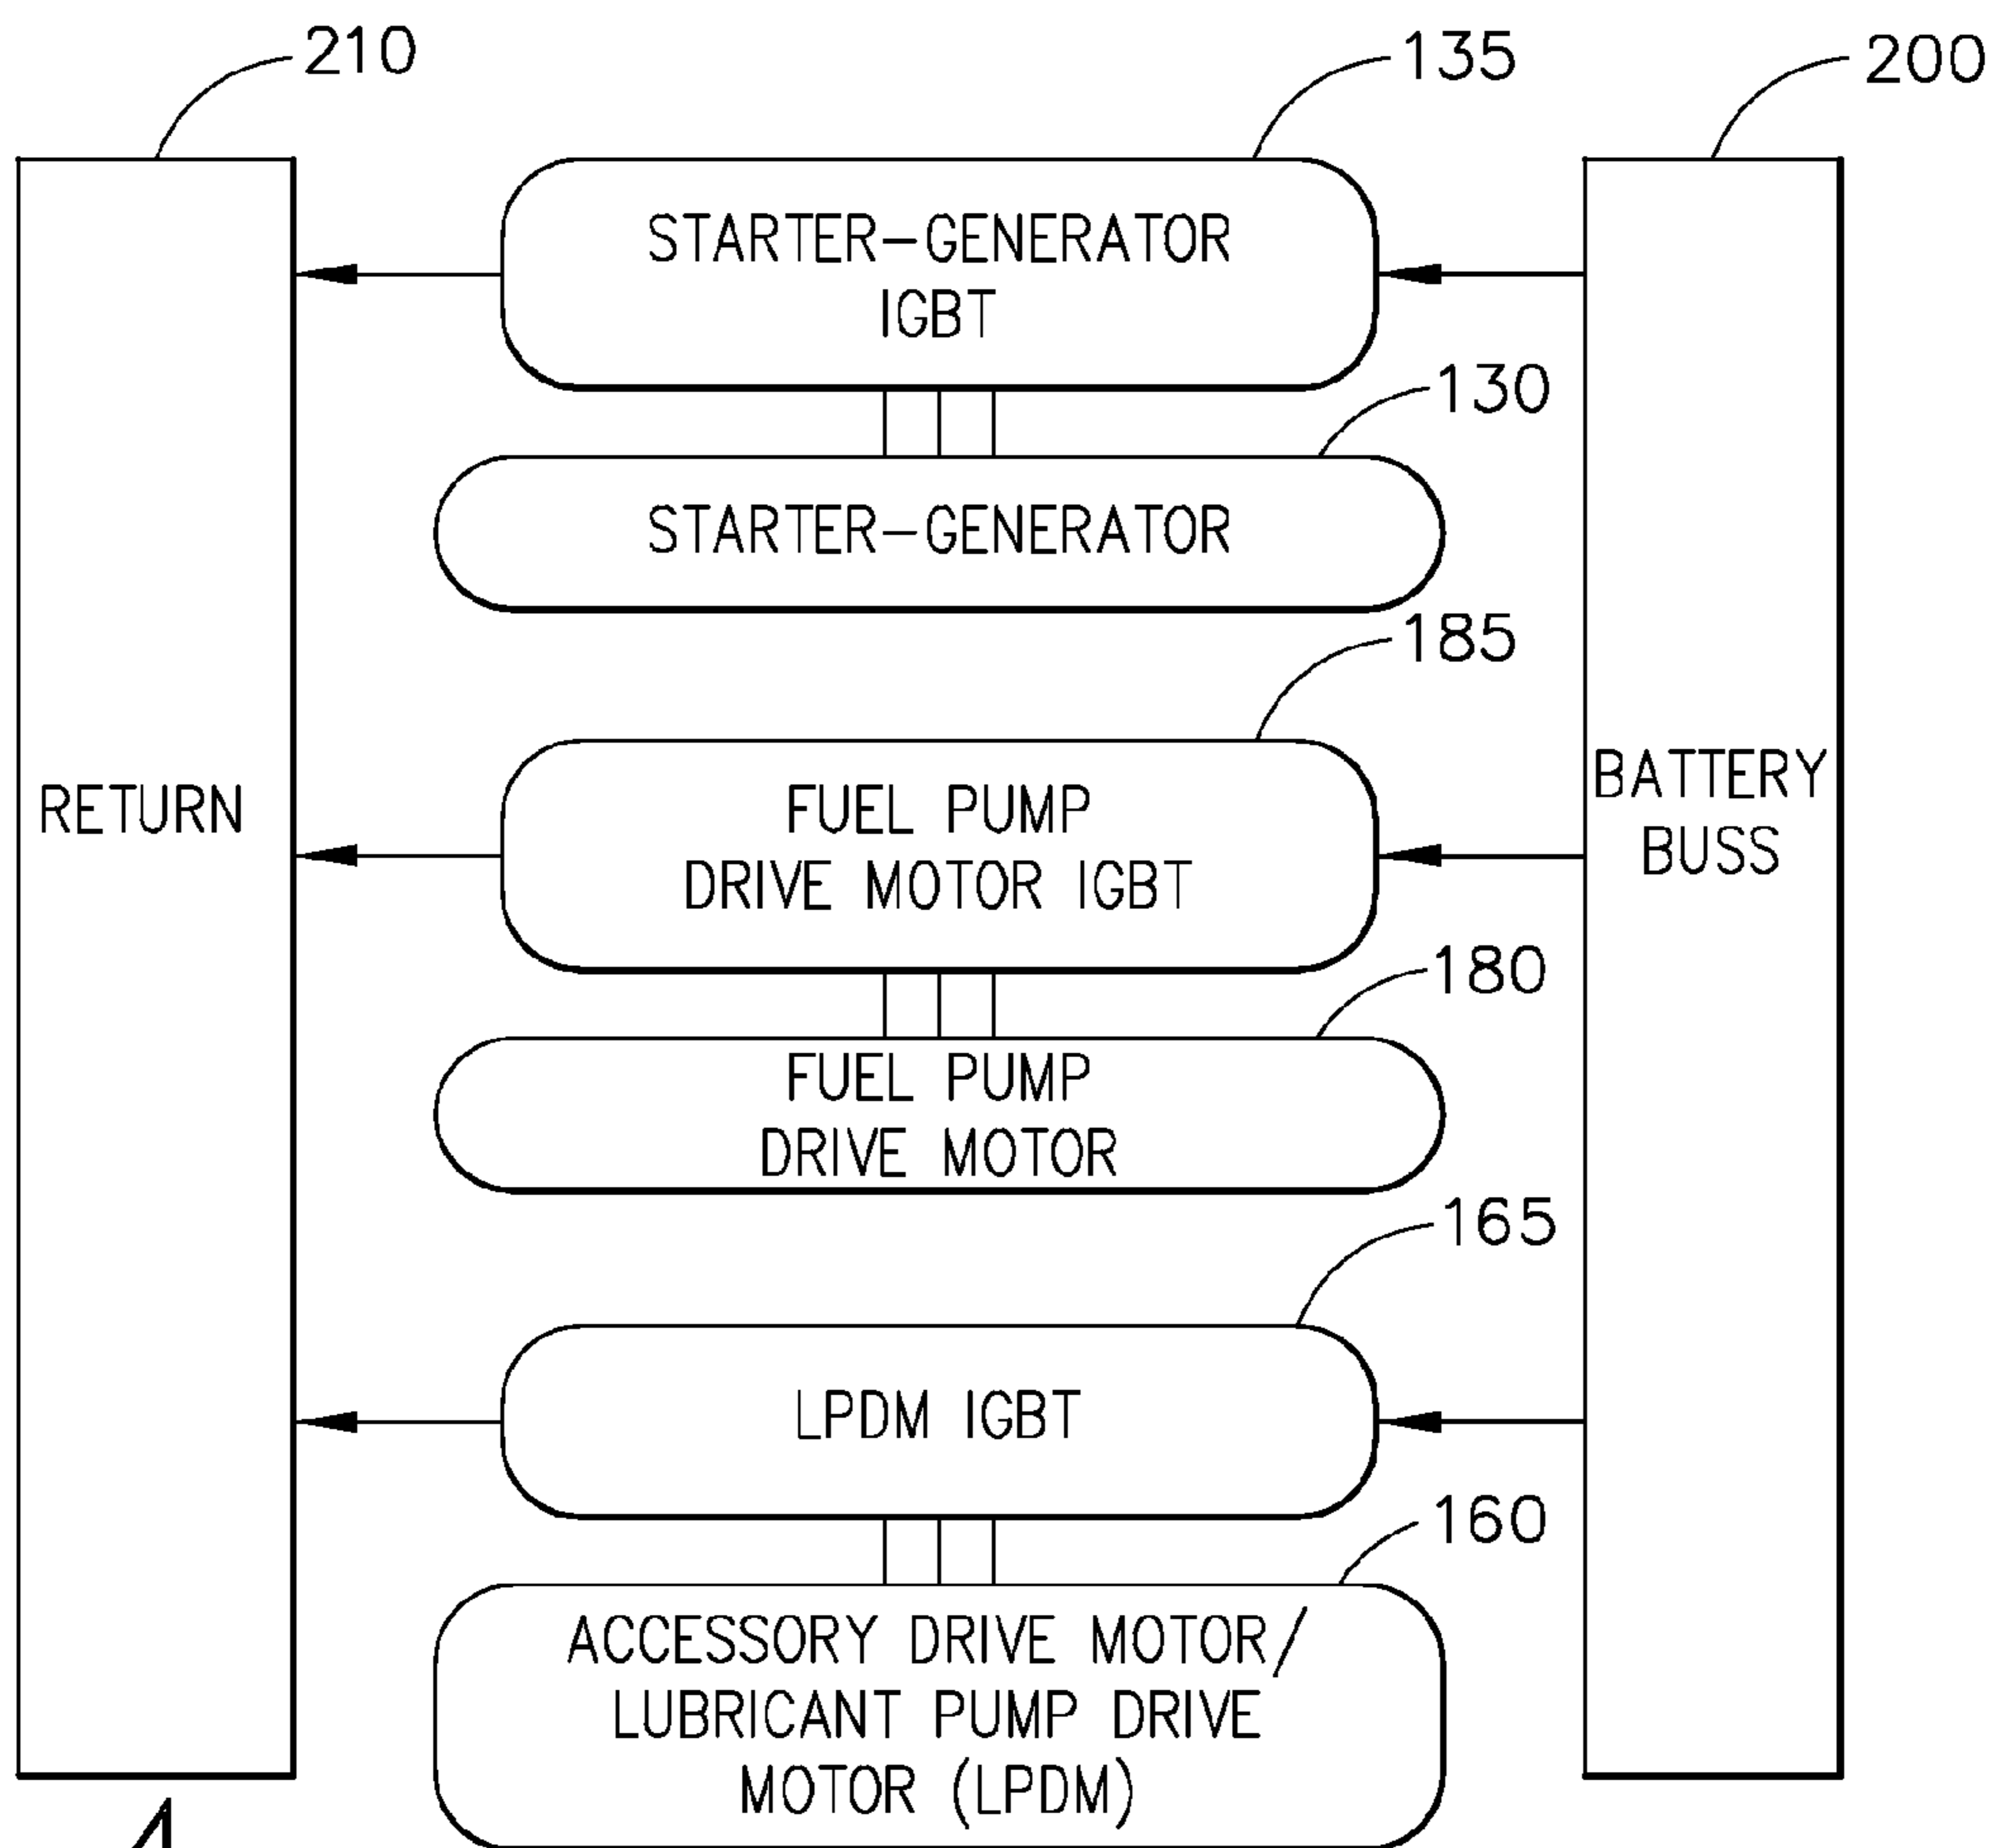 210
135
200
STARTER-GENERATOR
IGBT
130
STARTER-GENERATOR
185
RETURN
FUEL PUMP
DRIVE MOTOR IGBT
BATTERY
BUSS
180
FUEL PUMP
DRIVE MOTOR
165
LPDM IGBT
160
ACCESSORY DRIVE MOTOR/
LUBRICANT PUMP DRIVE
MOTOR (LPDM)